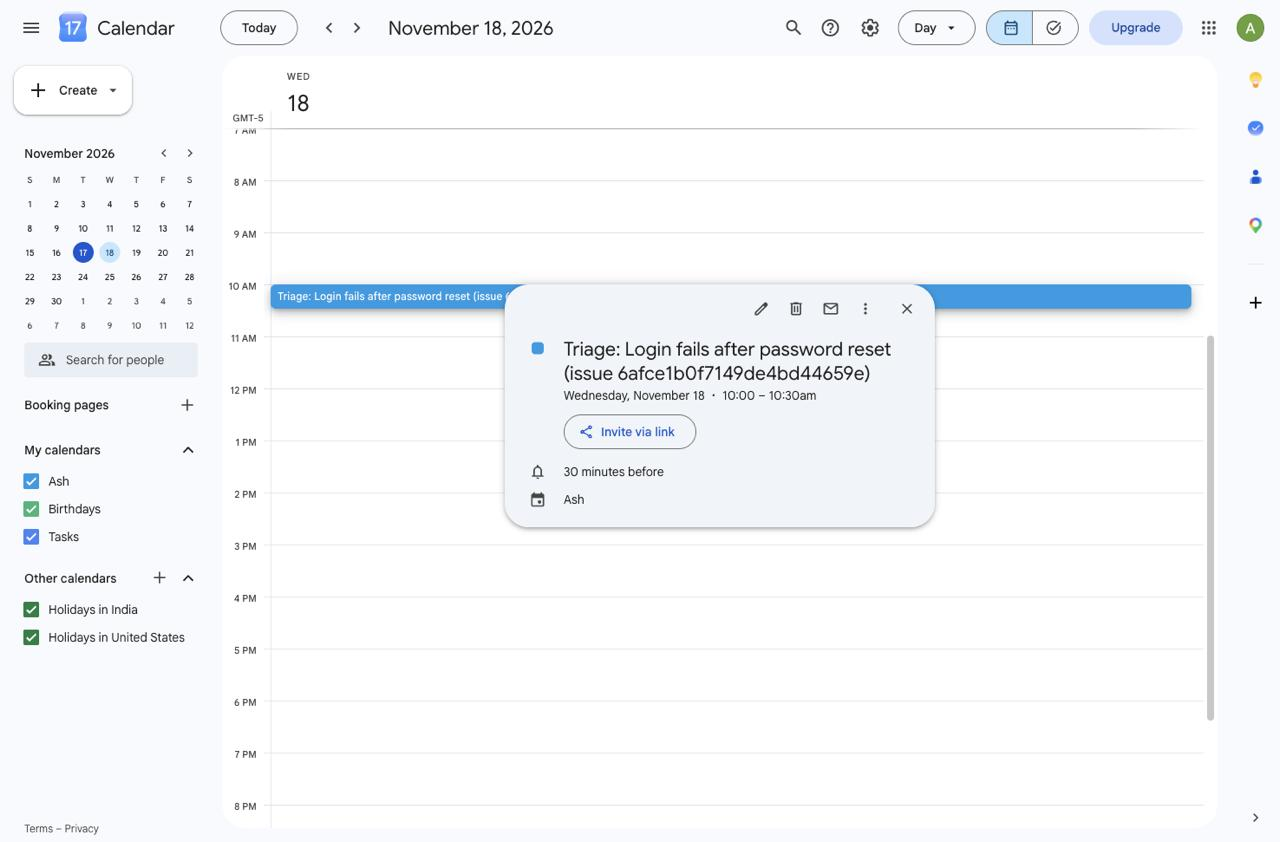 17 Calendar Today November 18, 2026 Day Upgrade A
Create
November 2026
S M T W T F S
1 2 3 4 5 6 7
8 9 10 11 12 13 14
15 16 17 18 19 20 21
22 23 24 25 26 27 28
29 30 1 2 3 4 5
6 7 8 9 10 11 12
Search for people
Booking pages
My calendars
Ash
Birthdays
Tasks
Other calendars
Holidays in India
Holidays in United States
Terms – Privacy
WED
18
GMT-5
7 AM
8 AM
9 AM
10 AM
Triage: Login fails after password reset (issue
11 AM
12 PM
1 PM
2 PM
3 PM
4 PM
5 PM
6 PM
7 PM
8 PM
Triage: Login fails after password reset
(issue 6afce1b0f7149de4bd44659e)
Wednesday, November 18 · 10:00 – 10:30am
Invite via link
30 minutes before
Ash